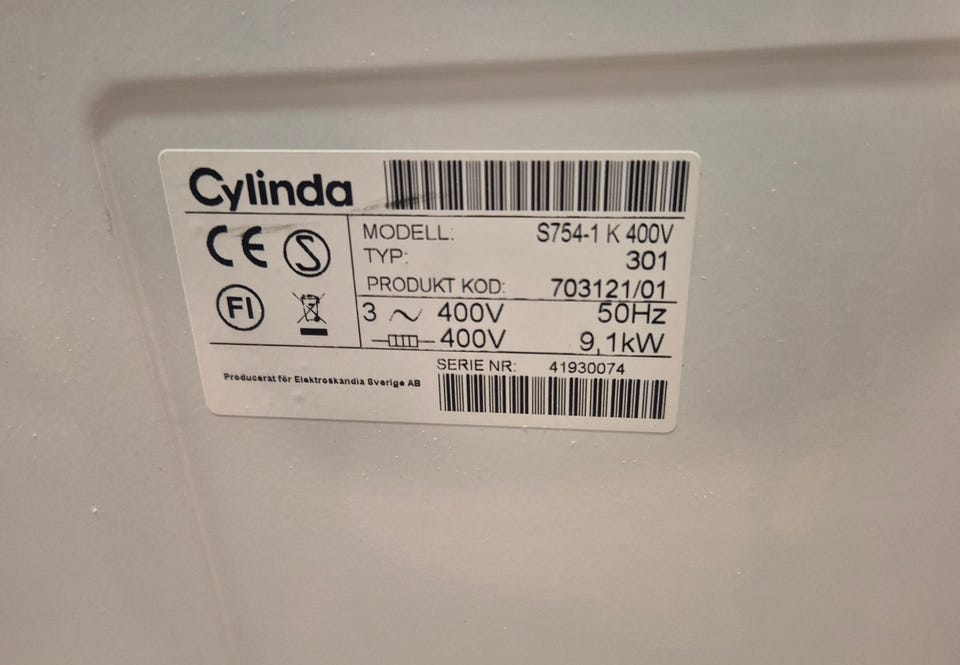 Cylinda
CE S
FI
MODELL: S754-1 K 400V
TYP: 301
PRODUKT KOD: 703121/01
3 ~ 400V 50Hz
400V 9,1kW
Producerat för Elektroskandia Sverige AB
SERIE NR: 41930074